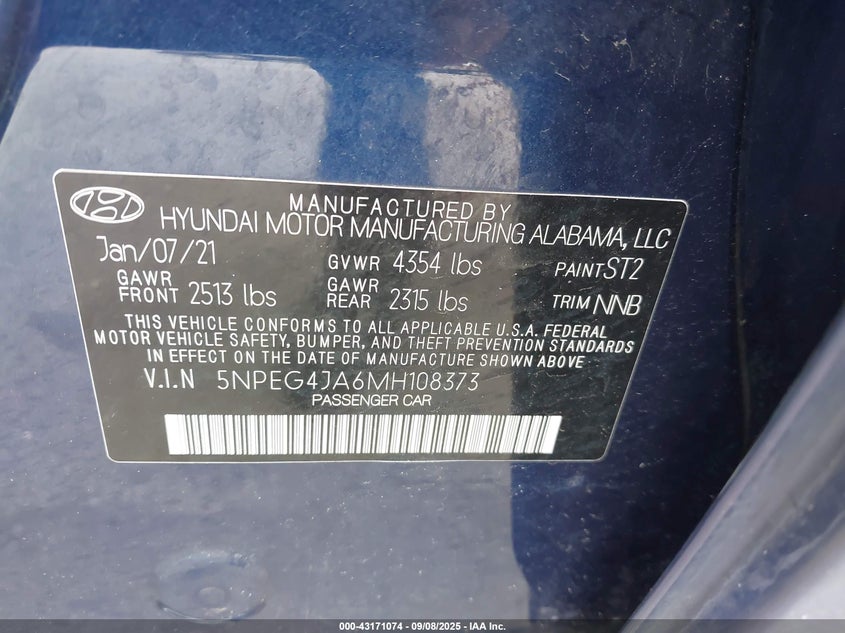 MANUFACTURED BY
HYUNDAI MOTOR MANUFACTURING ALABAMA, LLC
Jan/07/21 GVWR 4354 lbs PAINT ST2
GAWR FRONT 2513 lbs GAWR REAR 2315 lbs TRIM NNB
THIS VEHICLE CONFORMS TO ALL APPLICABLE U.S.A. FEDERAL
MOTOR VEHICLE SAFETY, BUMPER, AND THEFT PREVENTION STANDARDS
IN EFFECT ON THE DATE OF MANUFACTURE SHOWN ABOVE
V.I.N 5NPEG4JA6MH108373
PASSENGER CAR
000-43171074 - 09/08/2025 - IAA Inc.